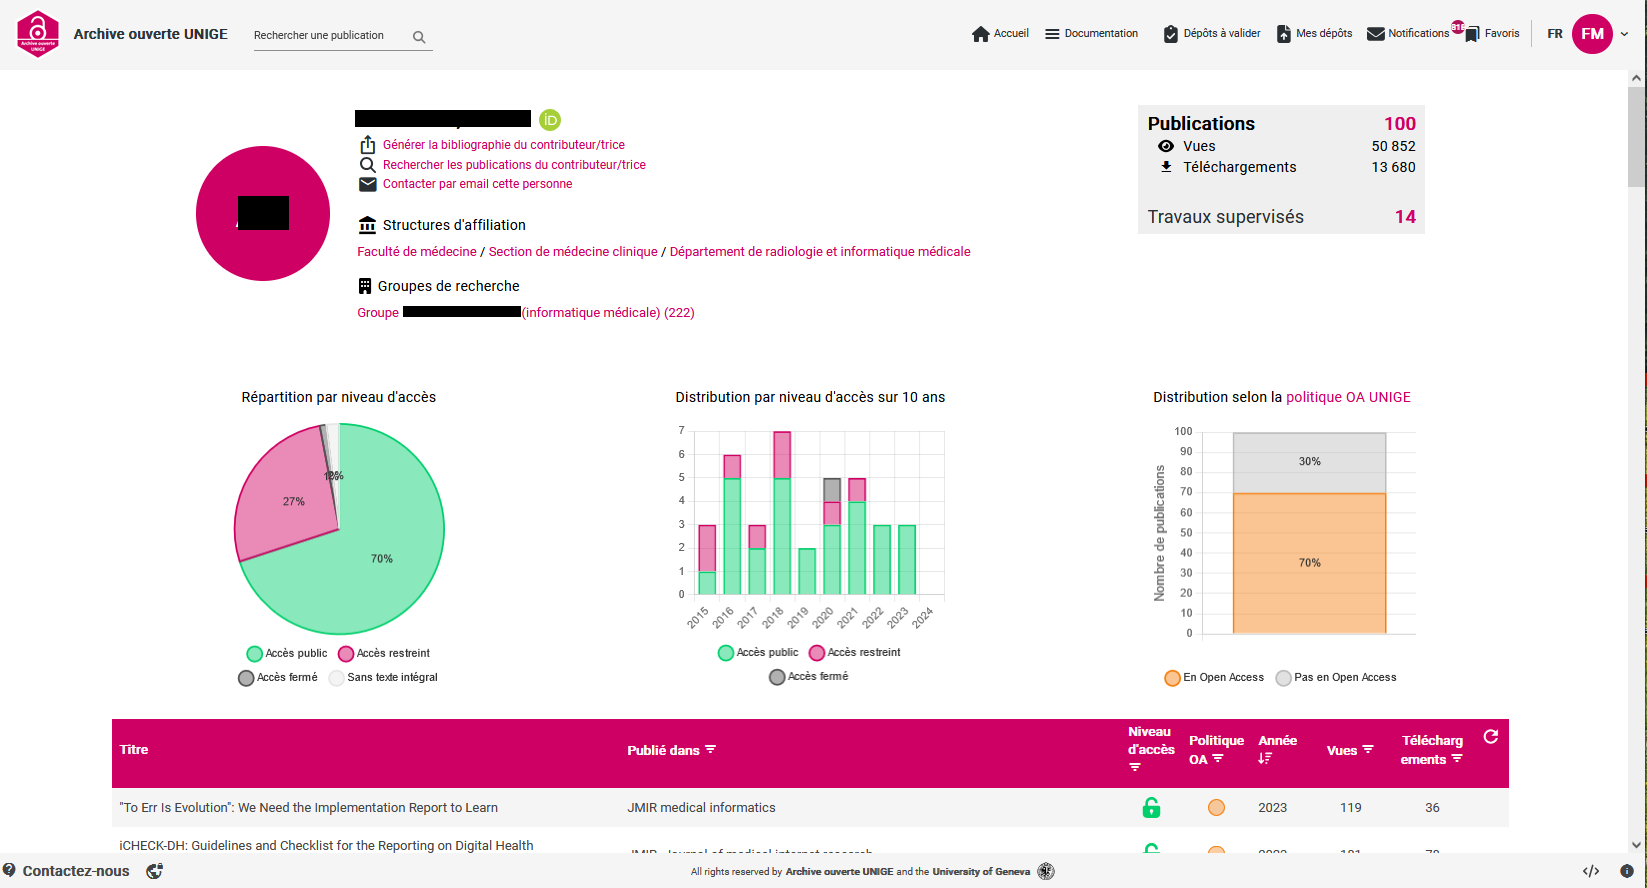 Archive ouverte UNIGE
Archive ouverte UNIGE
Rechercher une publication
Accueil
Documentation
Dépôts à valider
Mes dépôts
Notifications
Favoris
FR
FM
iD
Générer la bibliographie du contributeur/trice
Rechercher les publications du contributeur/trice
Contacter par email cette personne
Structures d'affiliation
Faculté de médecine / Section de médecine clinique / Département de radiologie et informatique médicale
Groupes de recherche
Groupe (informatique médicale) (222)
Publications 100
Vues 50 852
Téléchargements 13 680
Travaux supervisés 14
Répartition par niveau d'accès
27%
70%
Accès public Accès restreint
Accès fermé Sans texte intégral
Distribution par niveau d'accès sur 10 ans
7
6
5
4
3
2
1
0
2015 2016 2017 2018 2019 2020 2021 2022 2023 2024
Accès public Accès restreint
Accès fermé
Distribution selon la politique OA UNIGE
Nombre de publications
100
90
80
70
60
50
40
30
20
10
0
30%
70%
En Open Access Pas en Open Access
Titre Publié dans Niveau d'accès Politique OA Année Vues Télécharg ements
"To Err Is Evolution": We Need the Implementation Report to Learn JMIR medical informatics 2023 119 36
iCHECK-DH: Guidelines and Checklist for the Reporting on Digital Health
Contactez-nous
All rights reserved by Archive ouverte UNIGE and the University of Geneva